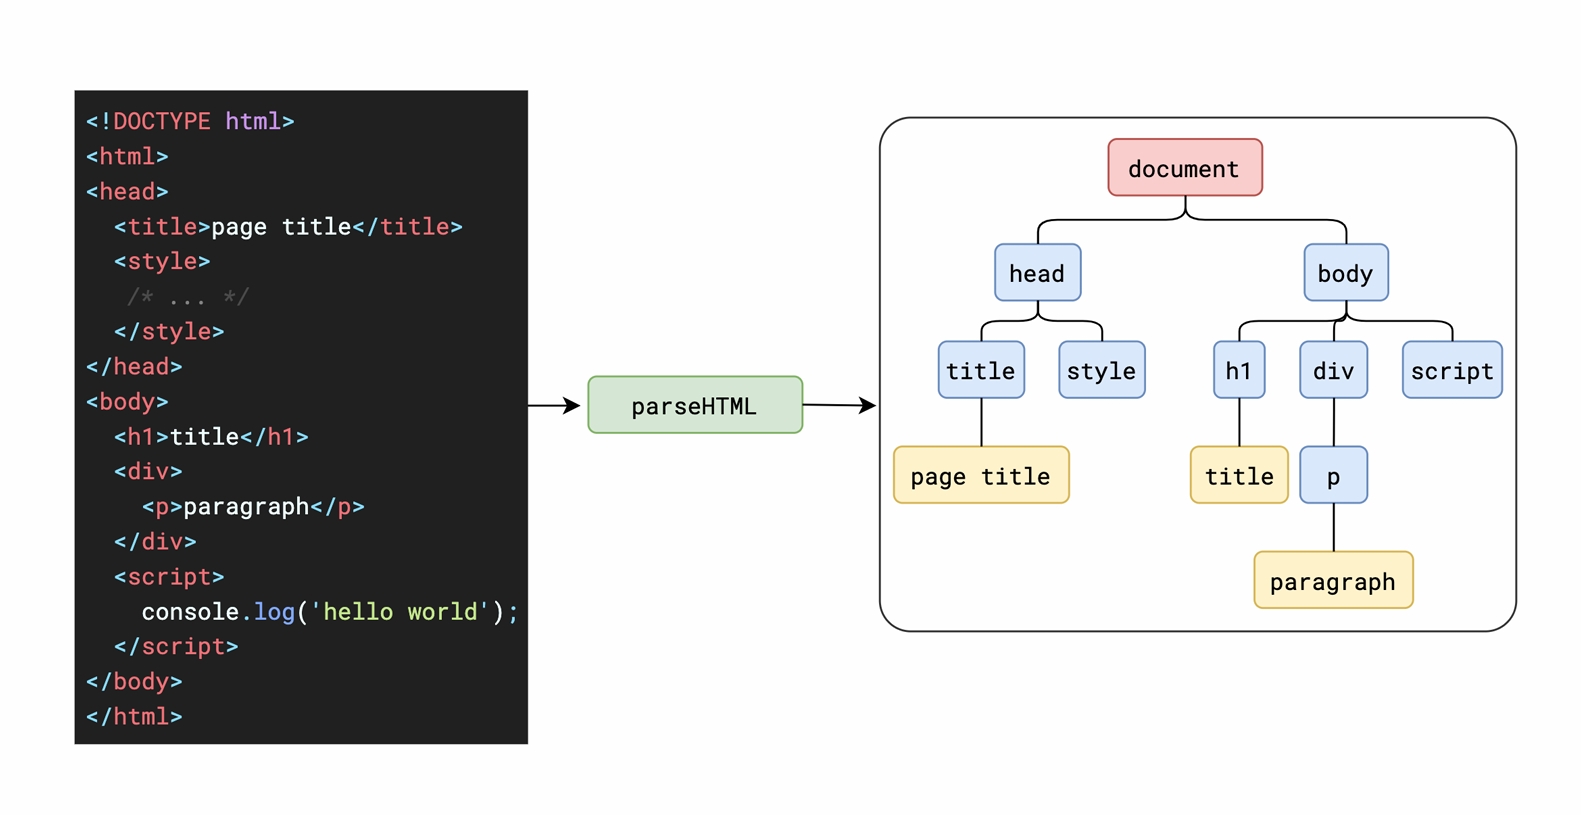 <!DOCTYPE html>
<html>
<head>
  <title>page title</title>
  <style>
   /* ... */
  </style>
</head>
<body>
  <h1>title</h1>
  <div>
    <p>paragraph</p>
  </div>
  <script>
    console.log('hello world');
  </script>
</body>
</html>
parseHTML
document
head
body
title
style
h1
div
script
page title
title
p
paragraph